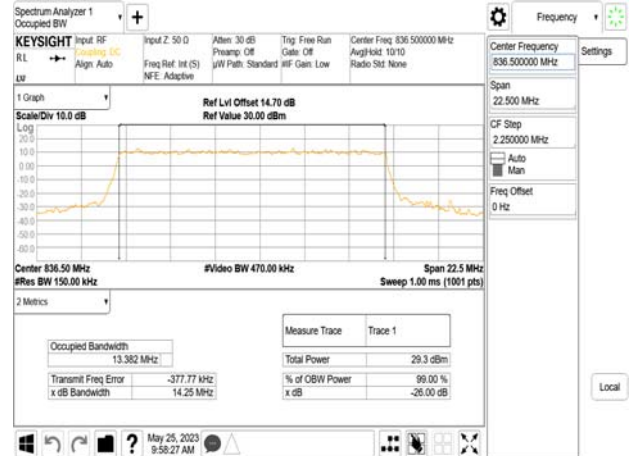 Spectrum Analyzer 1
Occupied BW
Frequency
KEYSIGHT
Input: RF
Coupling: DC
Align: Auto
Input Z: 50 Ω
Freq Ref: Int (S)
NFE: Adaptive
Atten: 30 dB
Preamp: Off
µW Path: Standard
Trig: Free Run
Gate: Off
#IF Gain: Low
Center Freq: 836.500000 MHz
Avg|Hold: 10/10
Radio Std: None
RL
LV
Center Frequency
836.500000 MHz
Settings
Span
22.500 MHz
CF Step
2.250000 MHz
Auto
Man
Freq Offset
0 Hz
Local
1 Graph
Scale/Div 10.0 dB
Ref Lvl Offset 14.70 dB
Ref Value 30.00 dBm
Log
20.0
10.0
0.00
-10.0
-20.0
-30.0
-40.0
-50.0
-60.0
Center 836.50 MHz
#Video BW 470.00 kHz
Span 22.5 MHz
#Res BW 150.00 kHz
Sweep 1.00 ms (1001 pts)
2 Metrics
Measure Trace
Trace 1
Occupied Bandwidth
13.382 MHz
Total Power
29.3 dBm
Transmit Freq Error
-377.77 kHz
% of OBW Power
99.00 %
x dB Bandwidth
14.25 MHz
x dB
-26.00 dB
May 25, 2023
9:58:27 AM